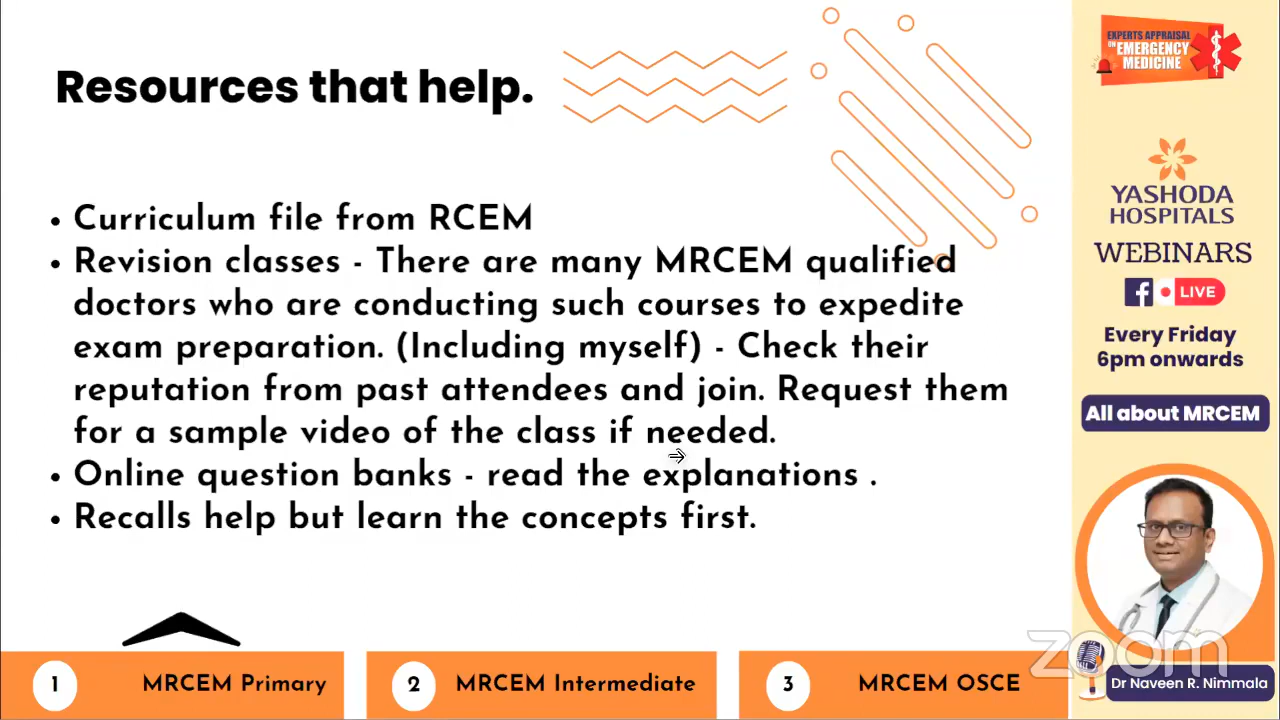 Resources that help.
• Curriculum file from RCEM
• Revision classes - There are many MRCEM qualified
doctors who are conducting such courses to expedite
exam preparation. (Including myself) - Check their
reputation from past attendees and join. Request them
for a sample video of the class if needed.
• Online question banks - read the explanations .
• Recalls help but learn the concepts first.
1 MRCEM Primary
2 MRCEM Intermediate
3 MRCEM OSCE
EXPERTS APPRAISAL
ON EMERGENCY
MEDICINE
YASHODA
HOSPITALS
WEBINARS
LIVE
Every Friday
6pm onwards
All about MRCEM
zoom
Dr Naveen R. Nimmala